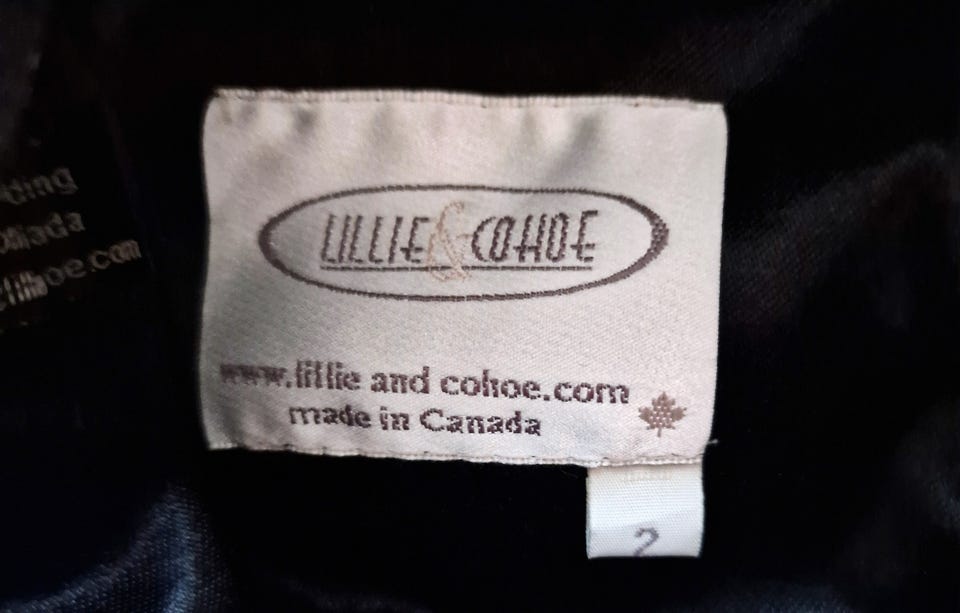 LILLIE & COHOE
www.lillie and cohoe.com
made in Canada
2